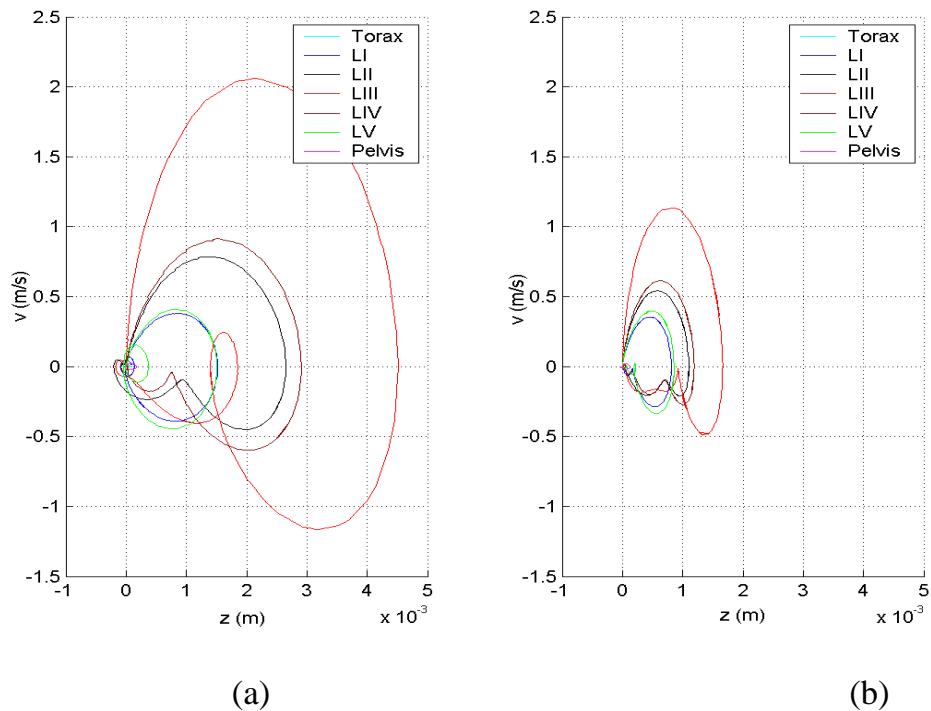 2.5
2
1.5
1
0.5
0
-0.5
-1
-1.5
v (m/s)
-1 0 1 2 3 4 5
z (m)
x 10-3
Torax
LI
LII
LIII
LIV
LV
Pelvis
(a)
2.5
2
1.5
1
0.5
0
-0.5
-1
-1.5
v (m/s)
-1 0 1 2 3 4 5
z (m)
x 10-3
Torax
LI
LII
LIII
LIV
LV
Pelvis
(b)